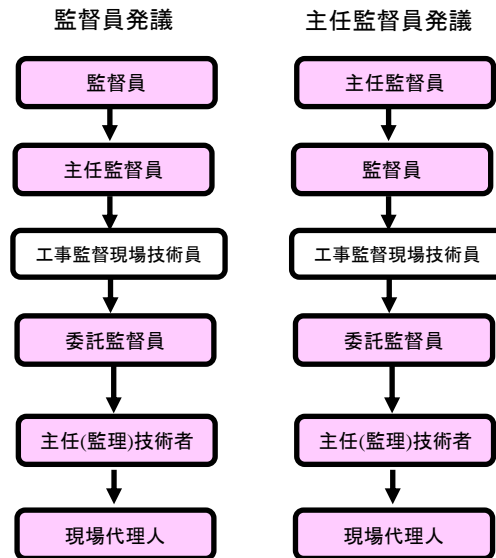 監督員発議
監督員
主任監督員
工事監督現場技術員
委託監督員
主任(監理)技術者
現場代理人
主任監督員発議
主任監督員
監督員
工事監督現場技術員
委託監督員
主任(監理)技術者
現場代理人